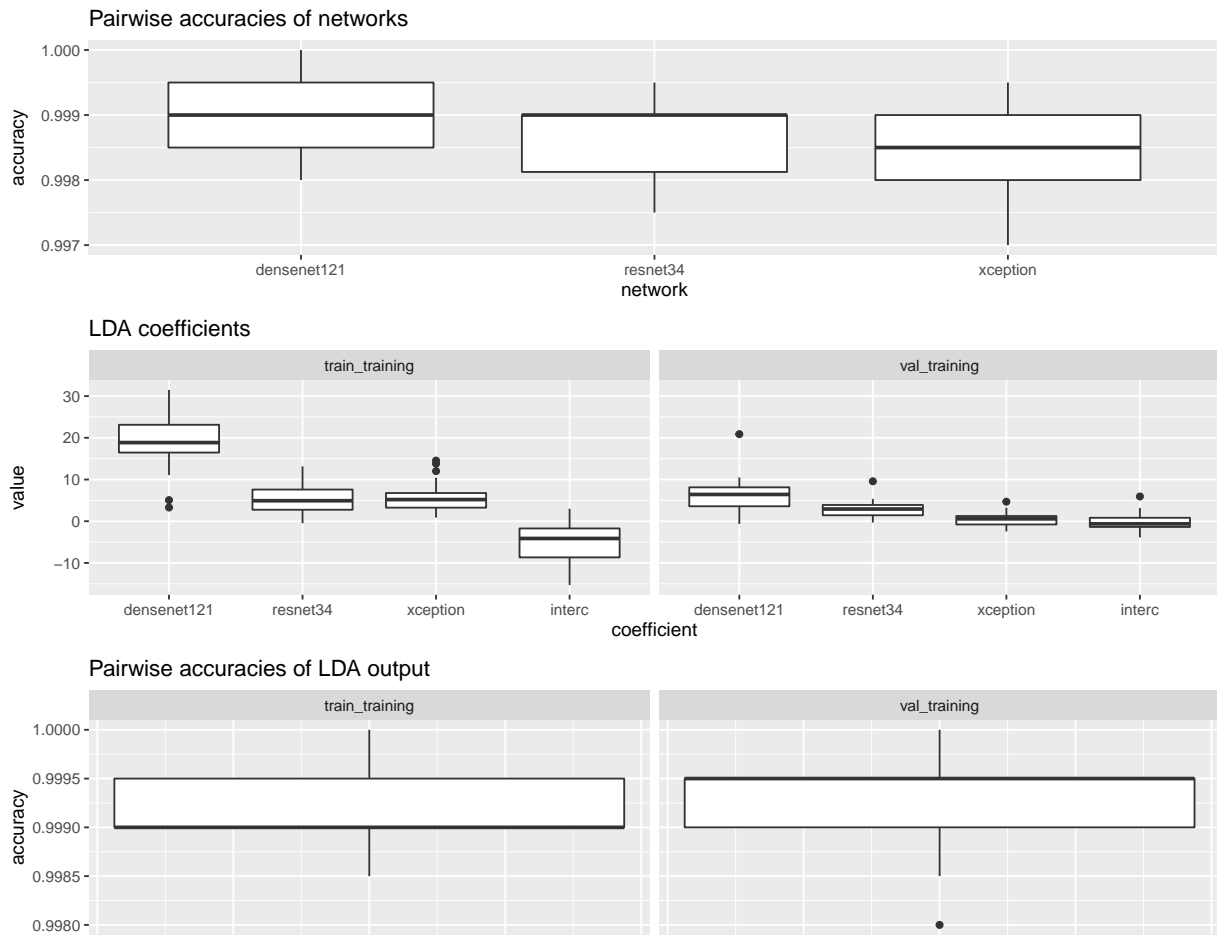 Pairwise accuracies of networks
1.000
0.999
0.998
0.997
accuracy
densenet121 resnet34 xception
network
LDA coefficients
train_training val_training
30
20
10
0
−10
value
densenet121 resnet34 xception interc densenet121 resnet34 xception interc
coefficient
Pairwise accuracies of LDA output
train_training val_training
1.0000
0.9995
0.9990
0.9985
0.9980
accuracy